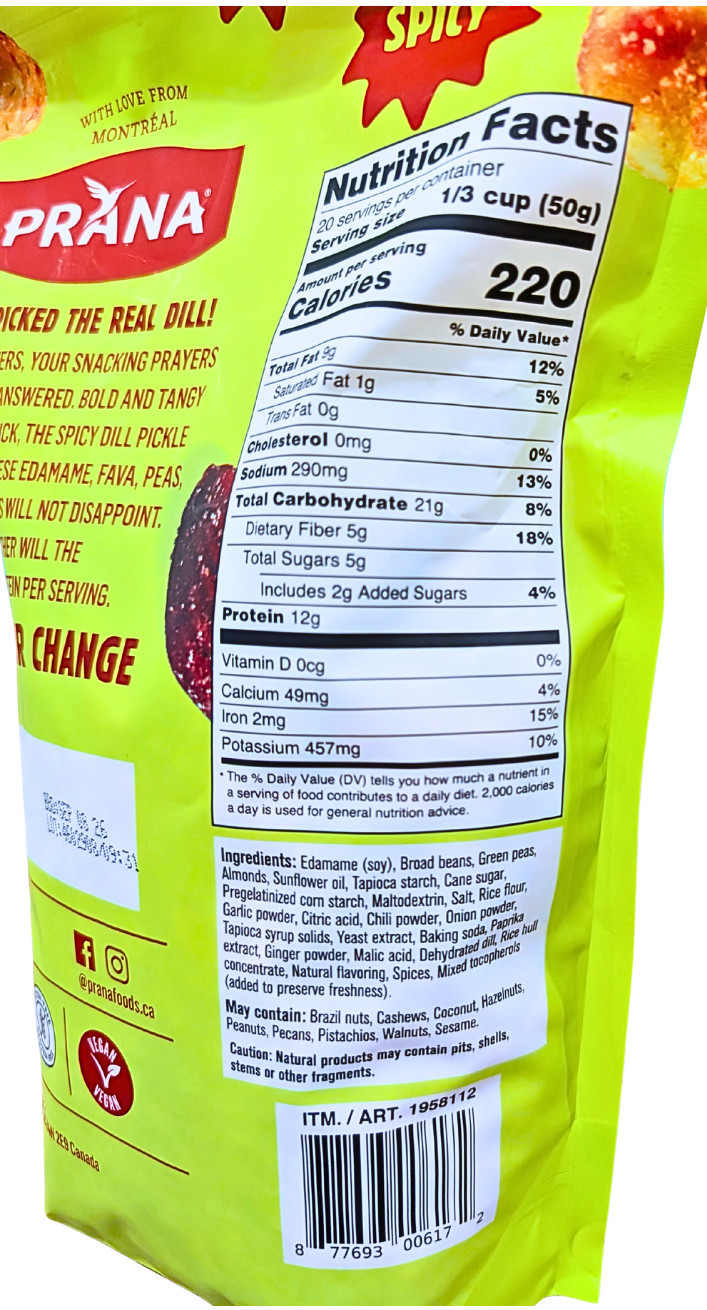 SPICY
WITH LOVE FROM
MONTRÉAL
PRANA®
PICKED THE REAL DILL!
YOUR SNACKING PRAYERS
ANSWERED. BOLD AND TANGY
THE SPICY DILL PICKLE
EDAMAME, FAVA, PEAS,
WILL NOT DISAPPOINT.
WILL THE
PER SERVING.
CHANGE
@pranafoods.ca
VEGAN
VEGAN
2E9 Canada
Nutrition Facts
20 servings per container
Serving size 1/3 cup (50g)
Amount per serving
Calories 220
% Daily Value*
Total Fat 9g 12%
Saturated Fat 1g 5%
Trans Fat 0g
Cholesterol 0mg 0%
Sodium 290mg 13%
Total Carbohydrate 21g 8%
Dietary Fiber 5g 18%
Total Sugars 5g
Includes 2g Added Sugars 4%
Protein 12g
Vitamin D 0cg 0%
Calcium 49mg 4%
Iron 2mg 15%
Potassium 457mg 10%
* The % Daily Value (DV) tells you how much a nutrient in
a serving of food contributes to a daily diet. 2,000 calories
a day is used for general nutrition advice.
Ingredients: Edamame (soy), Broad beans, Green peas,
Almonds, Sunflower oil, Tapioca starch, Cane sugar,
Pregelatinized corn starch, Maltodextrin, Salt, Rice flour,
Garlic powder, Citric acid, Chili powder, Onion powder,
Tapioca syrup solids, Yeast extract, Baking soda, Paprika
extract, Ginger powder, Malic acid, Dehydrated dill, Rice hull
concentrate, Natural flavoring, Spices, Mixed tocopherols
(added to preserve freshness).
May contain: Brazil nuts, Cashews, Coconut, Hazelnuts,
Peanuts, Pecans, Pistachios, Walnuts, Sesame.
Caution: Natural products may contain pits, shells,
stems or other fragments.
ITM. / ART. 1958112
8 77693 00617 2